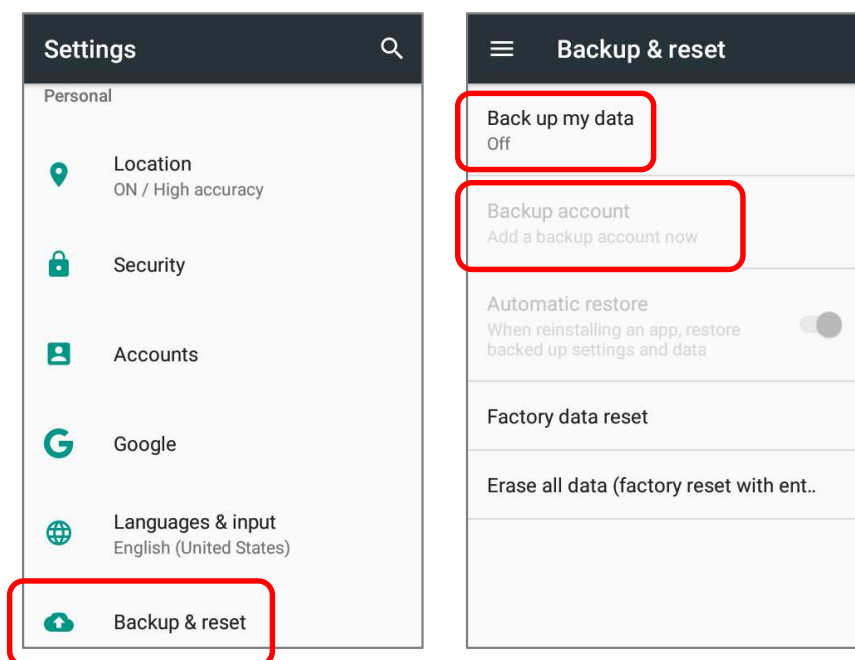 Settings
Personal
Location
ON / High accuracy
Security
Accounts
Google
Languages & input
English (United States)
Backup & reset
Backup & reset
Back up my data
Off
Backup account
Add a backup account now
Automatic restore
When reinstalling an app, restore
backed up settings and data
Factory data reset
Erase all data (factory reset with ent..